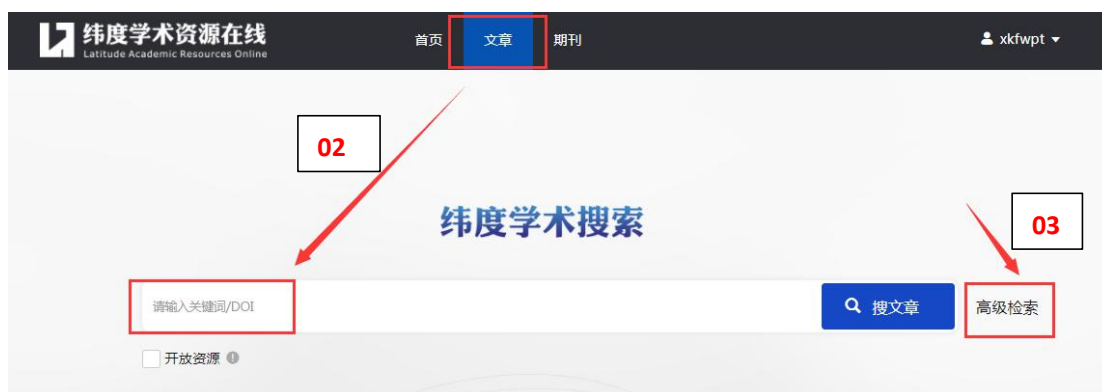 纬度学术资源在线
Latitude Academic Resources Online
首页 文章 期刊 xkfwpt
02
纬度学术搜索
03
请输入关键词/DOI 搜文章 高级检索
开放资源